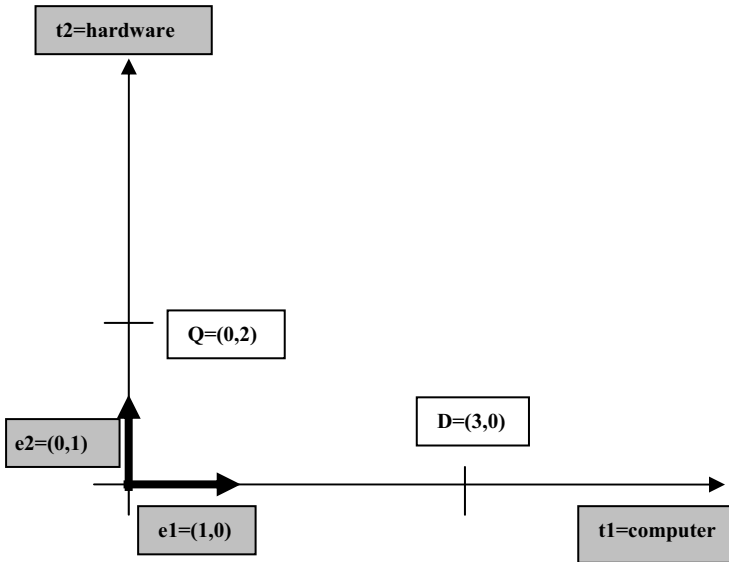 t2=hardware
Q=(0,2)
D=(3,0)
e2=(0,1)
e1=(1,0)
t1=computer